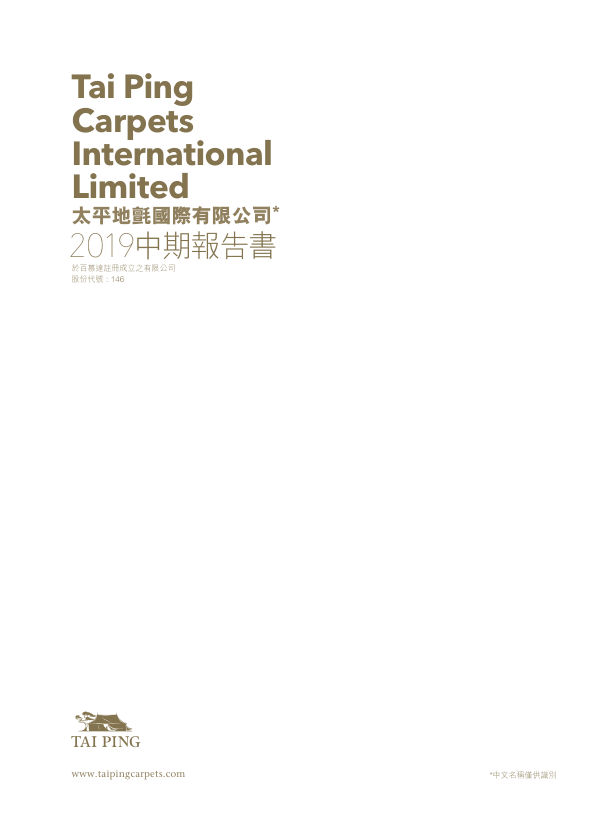 Tai Ping
Carpets
International
Limited
太平地氈國際有限公司*
2019中期報告書
於百慕達註冊成立之有限公司
股份代號：146
TAI PING
www.taipingcarpets.com
*中文名稱僅供識別